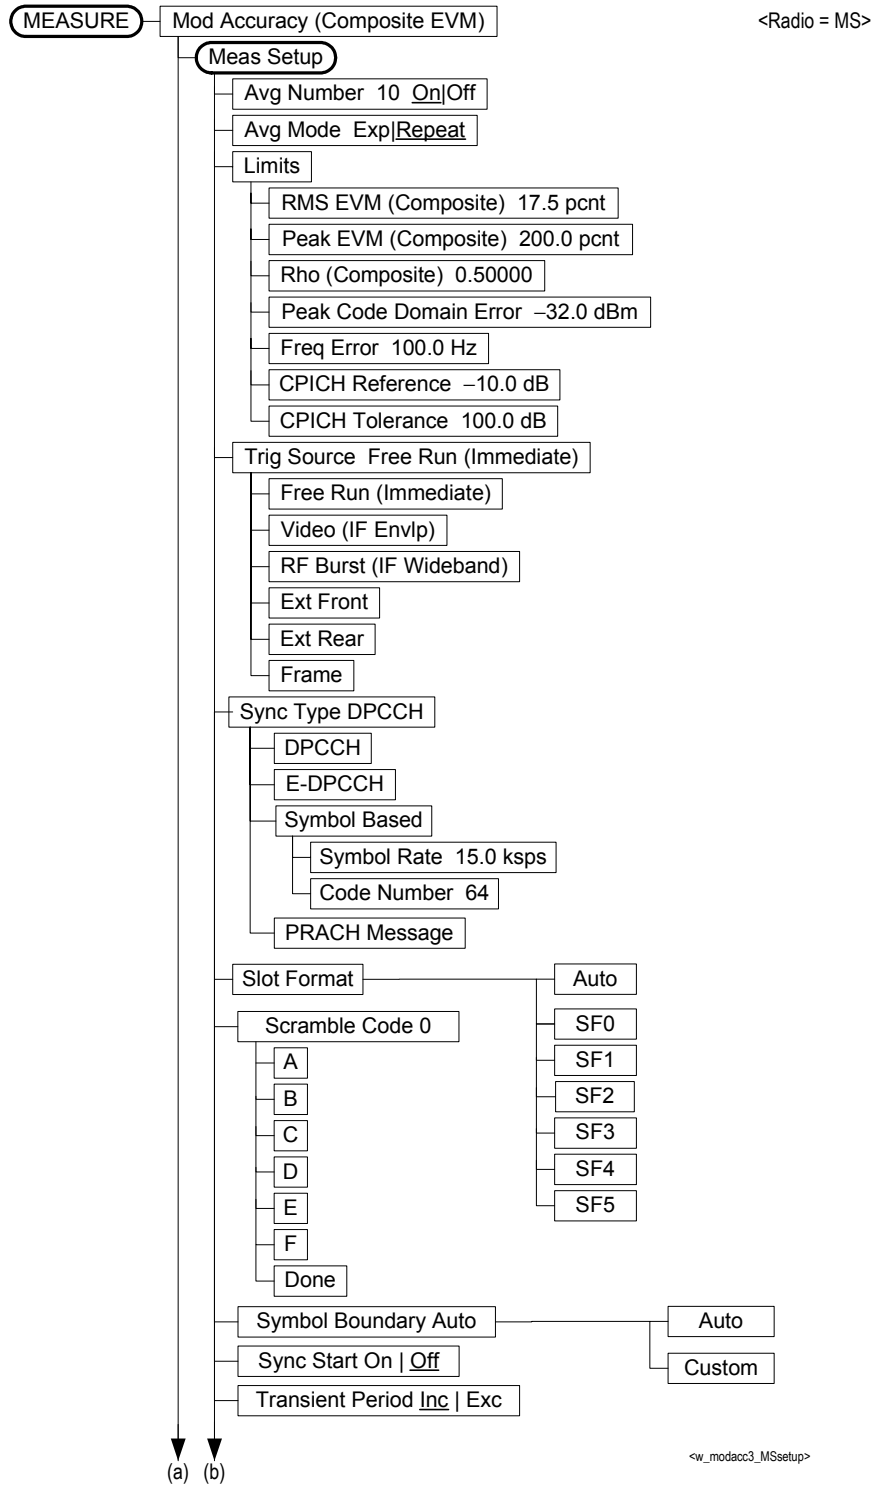 MEASURE Mod Accuracy (Composite EVM) <Radio = MS>
Meas Setup
Avg Number 10 On|Off
Avg Mode Exp|Repeat
Limits
RMS EVM (Composite) 17.5 pcnt
Peak EVM (Composite) 200.0 pcnt
Rho (Composite) 0.50000
Peak Code Domain Error –32.0 dBm
Freq Error 100.0 Hz
CPICH Reference –10.0 dB
CPICH Tolerance 100.0 dB
Trig Source Free Run (Immediate)
Free Run (Immediate)
Video (IF Envlp)
RF Burst (IF Wideband)
Ext Front
Ext Rear
Frame
Sync Type DPCCH
DPCCH
E-DPCCH
Symbol Based
Symbol Rate 15.0 ksps
Code Number 64
PRACH Message
Slot Format
Auto
SF0
SF1
SF2
SF3
SF4
SF5
Scramble Code 0
A
B
C
D
E
F
Done
Symbol Boundary Auto
Auto
Custom
Sync Start On | Off
Transient Period Inc | Exc
(a) (b)
<w_modacc3_MSsetup>